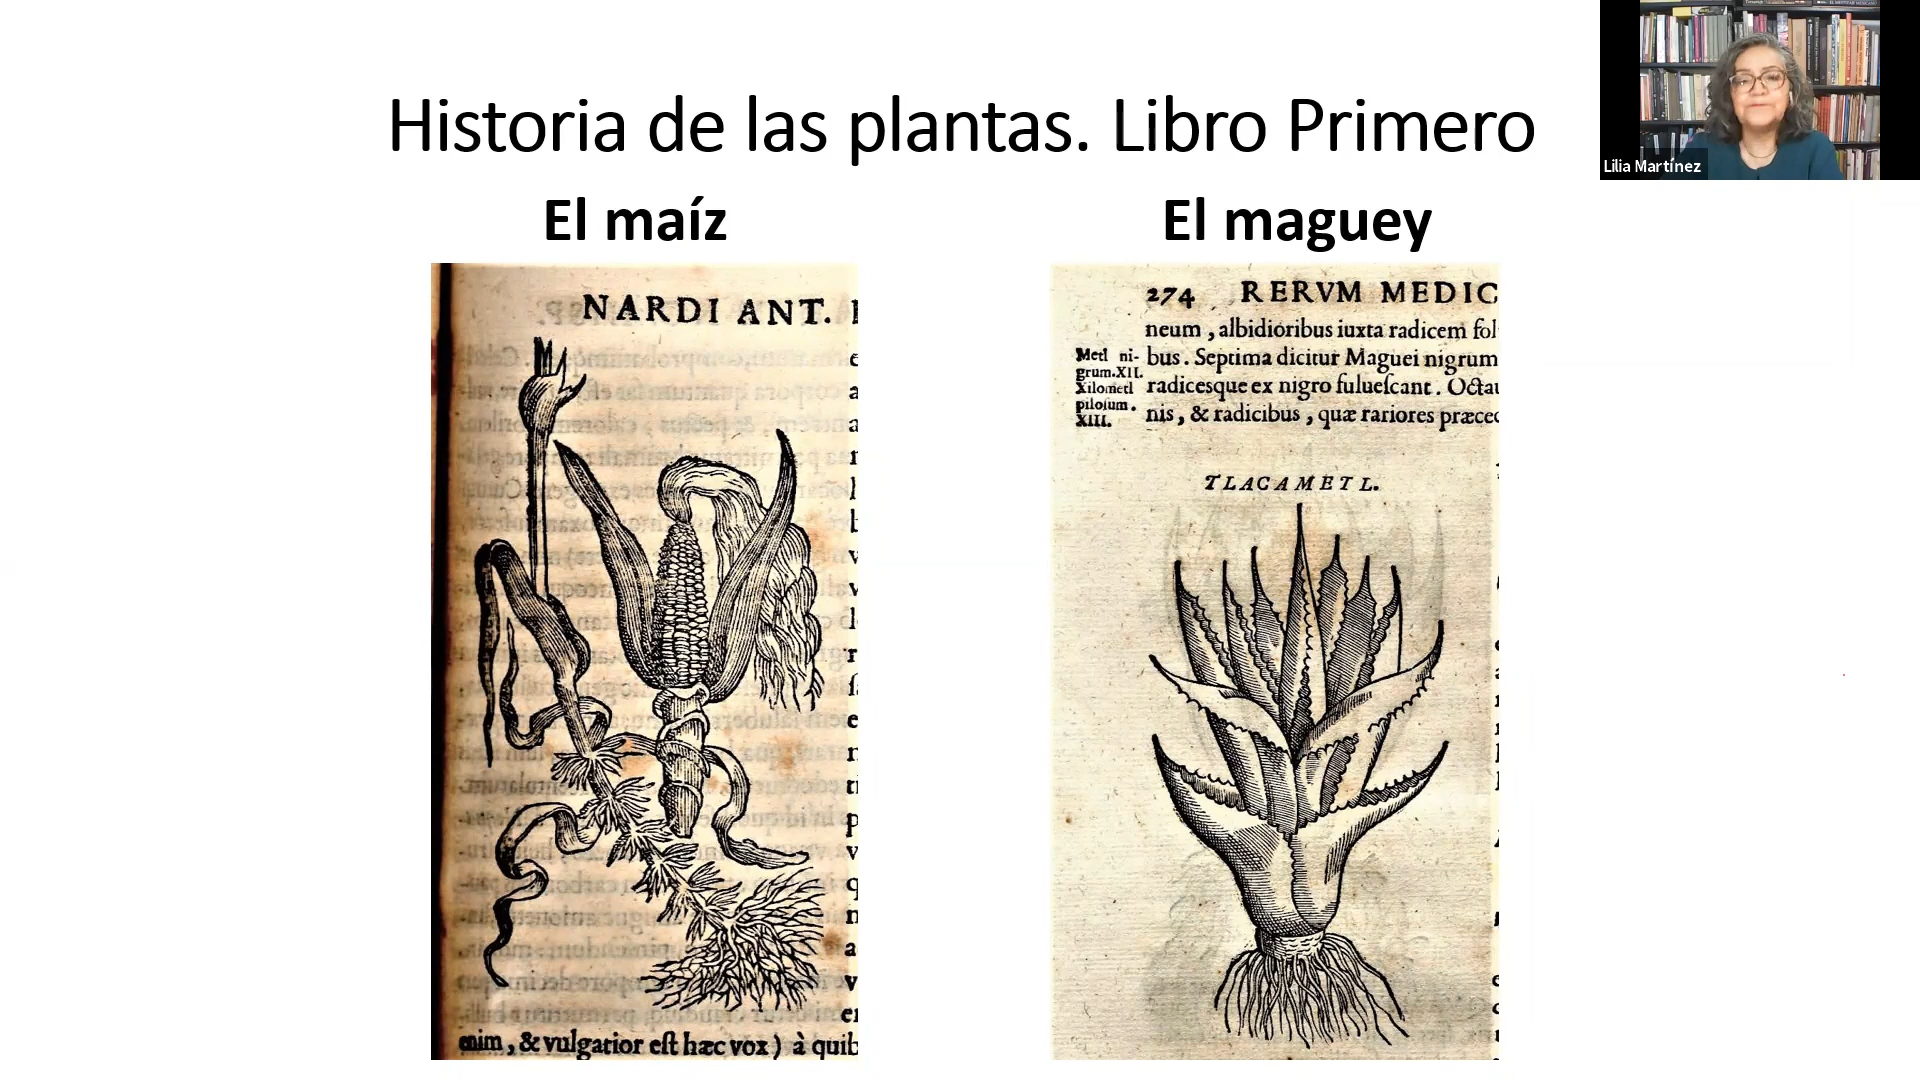 Historia de las plantas. Libro Primero
Lilia Martínez
El maíz
El maguey
NARDI ANT.
enim, & vulgatior eſt hæc vox) à quib
274 RERVM MEDIC
neum, albidioribus iuxta radicem fol
bus. Septima dicitur Maguei nigrum
radicesque ex nigro fulueſcant. Octau
nis, & radicibus, quæ rariores præced
Metl ni-
grum. XII.
Xilometl
piloſum.
XIII.
TLACAMETL.